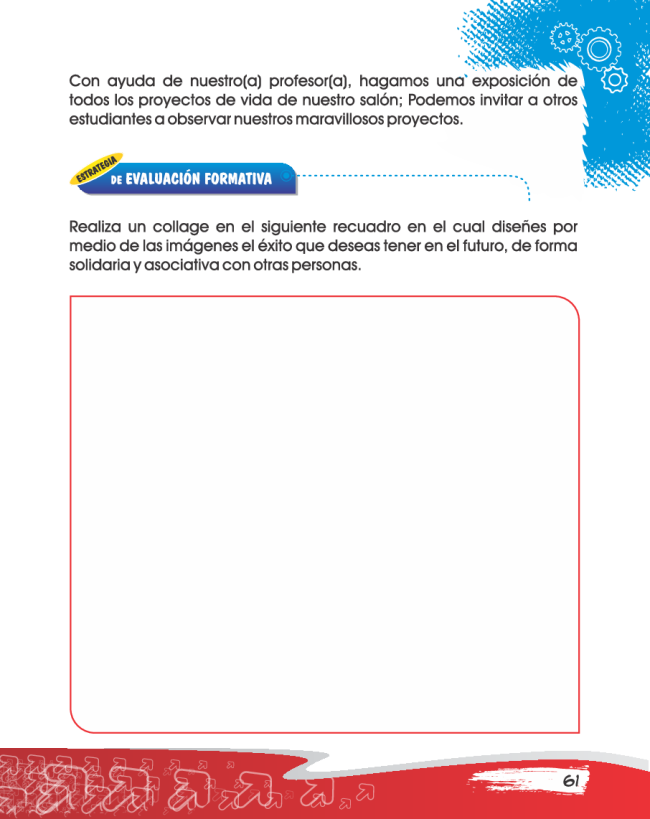 Con ayuda de nuestro(a) profesor(a), hagamos una exposición de
todos los proyectos de vida de nuestro salón; Podemos invitar a otros
estudiantes a observar nuestros maravillosos proyectos.
ESTRATEGIA
DE EVALUACIÓN FORMATIVA
Realiza un collage en el siguiente recuadro en el cual diseñes por
medio de las imágenes el éxito que deseas tener en el futuro, de forma
solidaria y asociativa con otras personas.
61